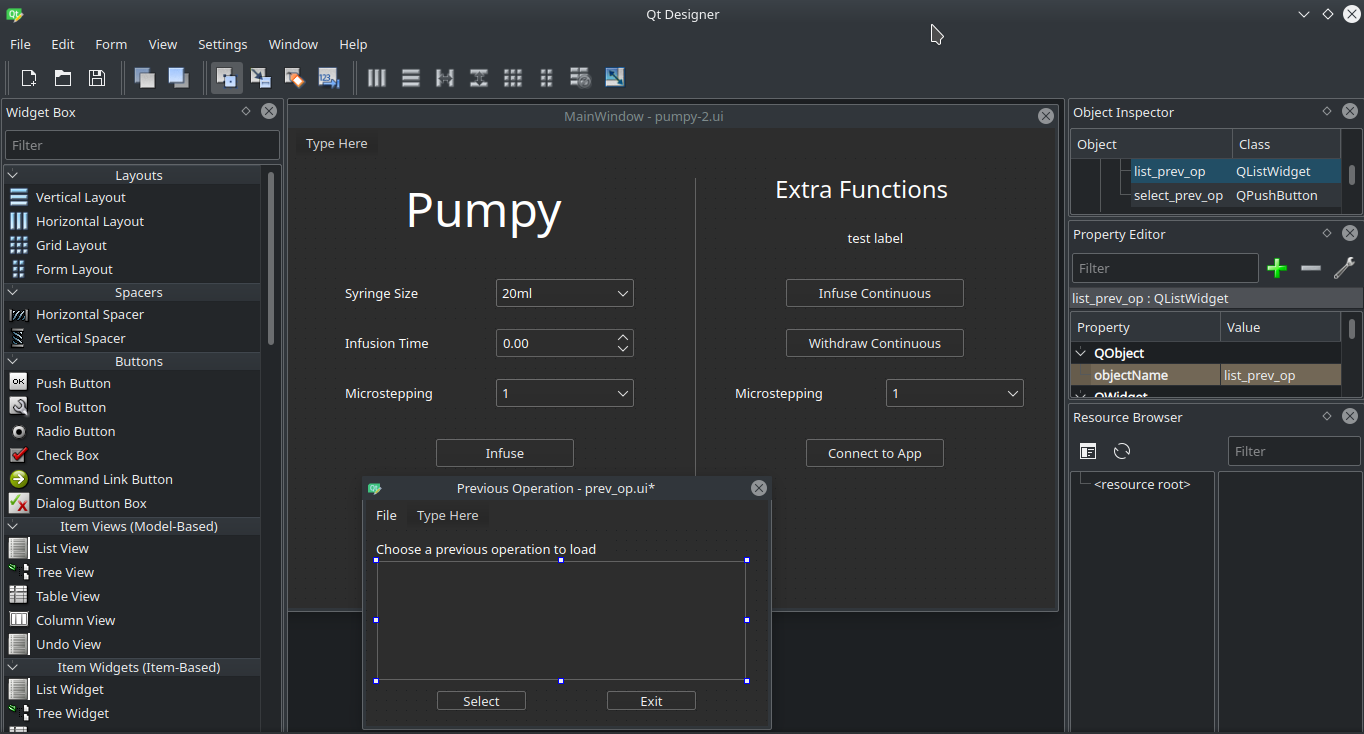 Qt Designer
File Edit Form View Settings Window Help
Widget Box
Filter
Layouts
Vertical Layout
Horizontal Layout
Grid Layout
Form Layout
Spacers
Horizontal Spacer
Vertical Spacer
Buttons
OK Push Button
Tool Button
Radio Button
Check Box
Command Link Button
Dialog Button Box
Item Views (Model-Based)
List View
Tree View
Table View
Column View
Undo View
Item Widgets (Item-Based)
List Widget
Tree Widget
MainWindow - pumpy-2.ui
Type Here
Pumpy
Syringe Size 20ml
Infusion Time 0.00
Microstepping 1
Infuse
Extra Functions
test label
Infuse Continuous
Withdraw Continuous
Microstepping 1
Connect to App
Previous Operation - prev_op.ui*
File Type Here
Choose a previous operation to load
Select Exit
Object Inspector
Object Class
list_prev_op QListWidget
select_prev_op QPushButton
Property Editor
Filter
list_prev_op : QListWidget
Property Value
QObject
objectName list_prev_op
QWidget
Resource Browser
Filter
<resource root>